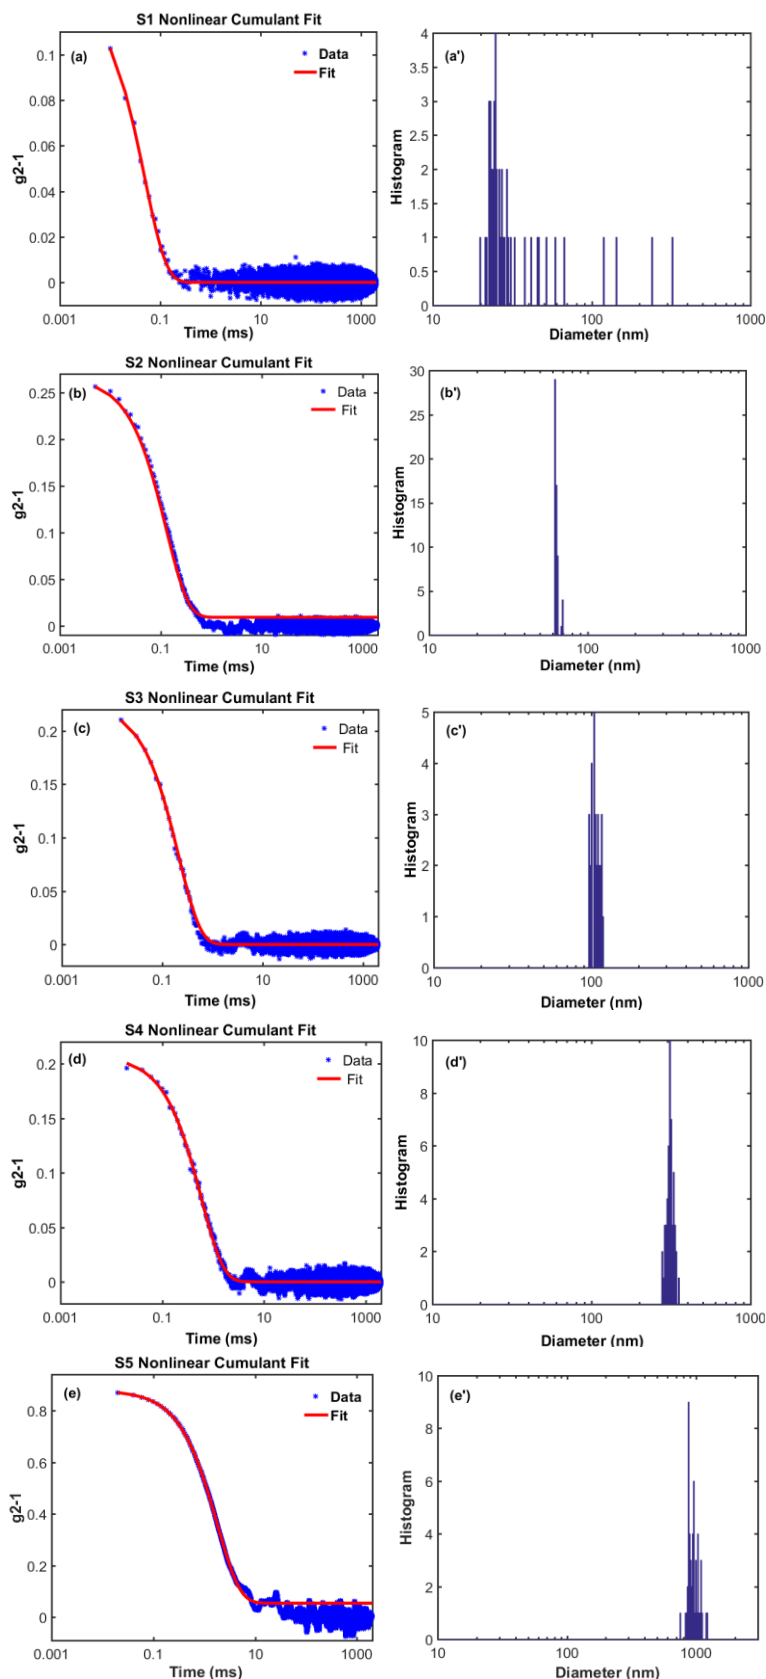 S1 Nonlinear Cumulant Fit
(a)
Data
Fit
g2-1
0.1
0.08
0.06
0.04
0.02
0
0.001
0.1
10
1000
Time (ms)
(a')
Histogram
4
3.5
3
2.5
2
1.5
1
0.5
0
10
100
1000
Diameter (nm)
S2 Nonlinear Cumulant Fit
(b)
Data
Fit
g2-1
0.25
0.2
0.15
0.1
0.05
0
0.001
0.1
10
1000
Time (ms)
(b')
Histogram
30
25
20
15
10
5
0
10
100
1000
Diameter (nm)
S3 Nonlinear Cumulant Fit
(c)
Data
Fit
g2-1
0.2
0.15
0.1
0.05
0
0.001
0.1
10
1000
Time (ms)
(c')
Histogram
5
4
3
2
1
0
10
100
1000
Diameter (nm)
S4 Nonlinear Cumulant Fit
(d)
Data
Fit
g2-1
0.2
0.15
0.1
0.05
0
0.001
0.1
10
1000
Time (ms)
(d')
Histogram
10
8
6
4
2
0
10
100
1000
Diameter (nm)
S5 Nonlinear Cumulant Fit
(e)
Data
Fit
g2-1
0.8
0.6
0.4
0.2
0
0.001
0.1
10
1000
Time (ms)
(e')
Histogram
10
8
6
4
2
0
10
100
1000
Diameter (nm)